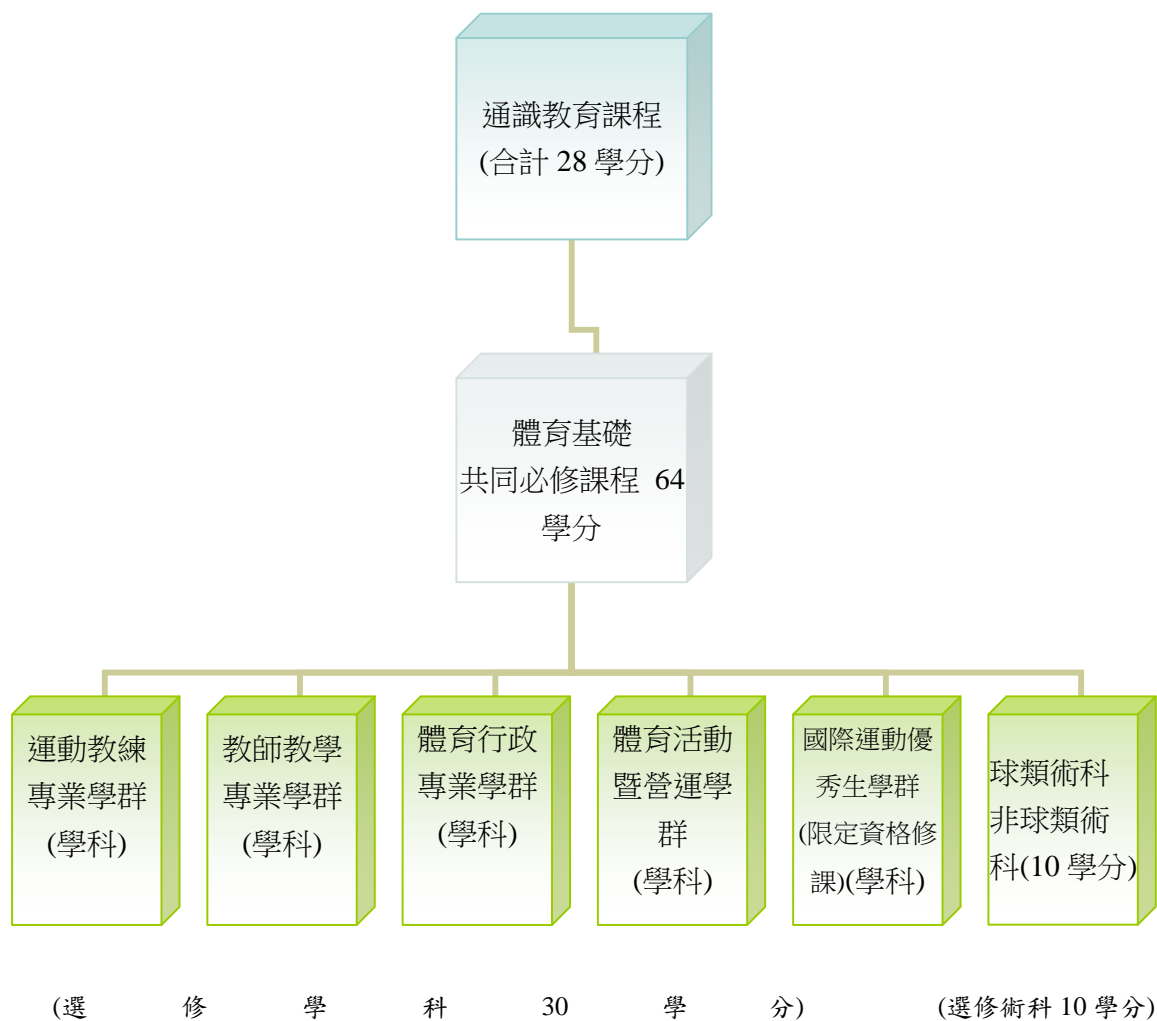 通識教育課程
(合計 28 學分)
體育基礎
共同必修課程 64
學分
運動教練
專業學群
(學科)
教師教學
專業學群
(學科)
體育行政
專業學群
(學科)
體育活動
暨營運學
群
(學科)
國際運動優
秀生學群
(限定資格修
課)(學科)
球類術科
非球類術
科(10 學分)
(選 修 學 科 30 學 分) (選修術科 10 學分)